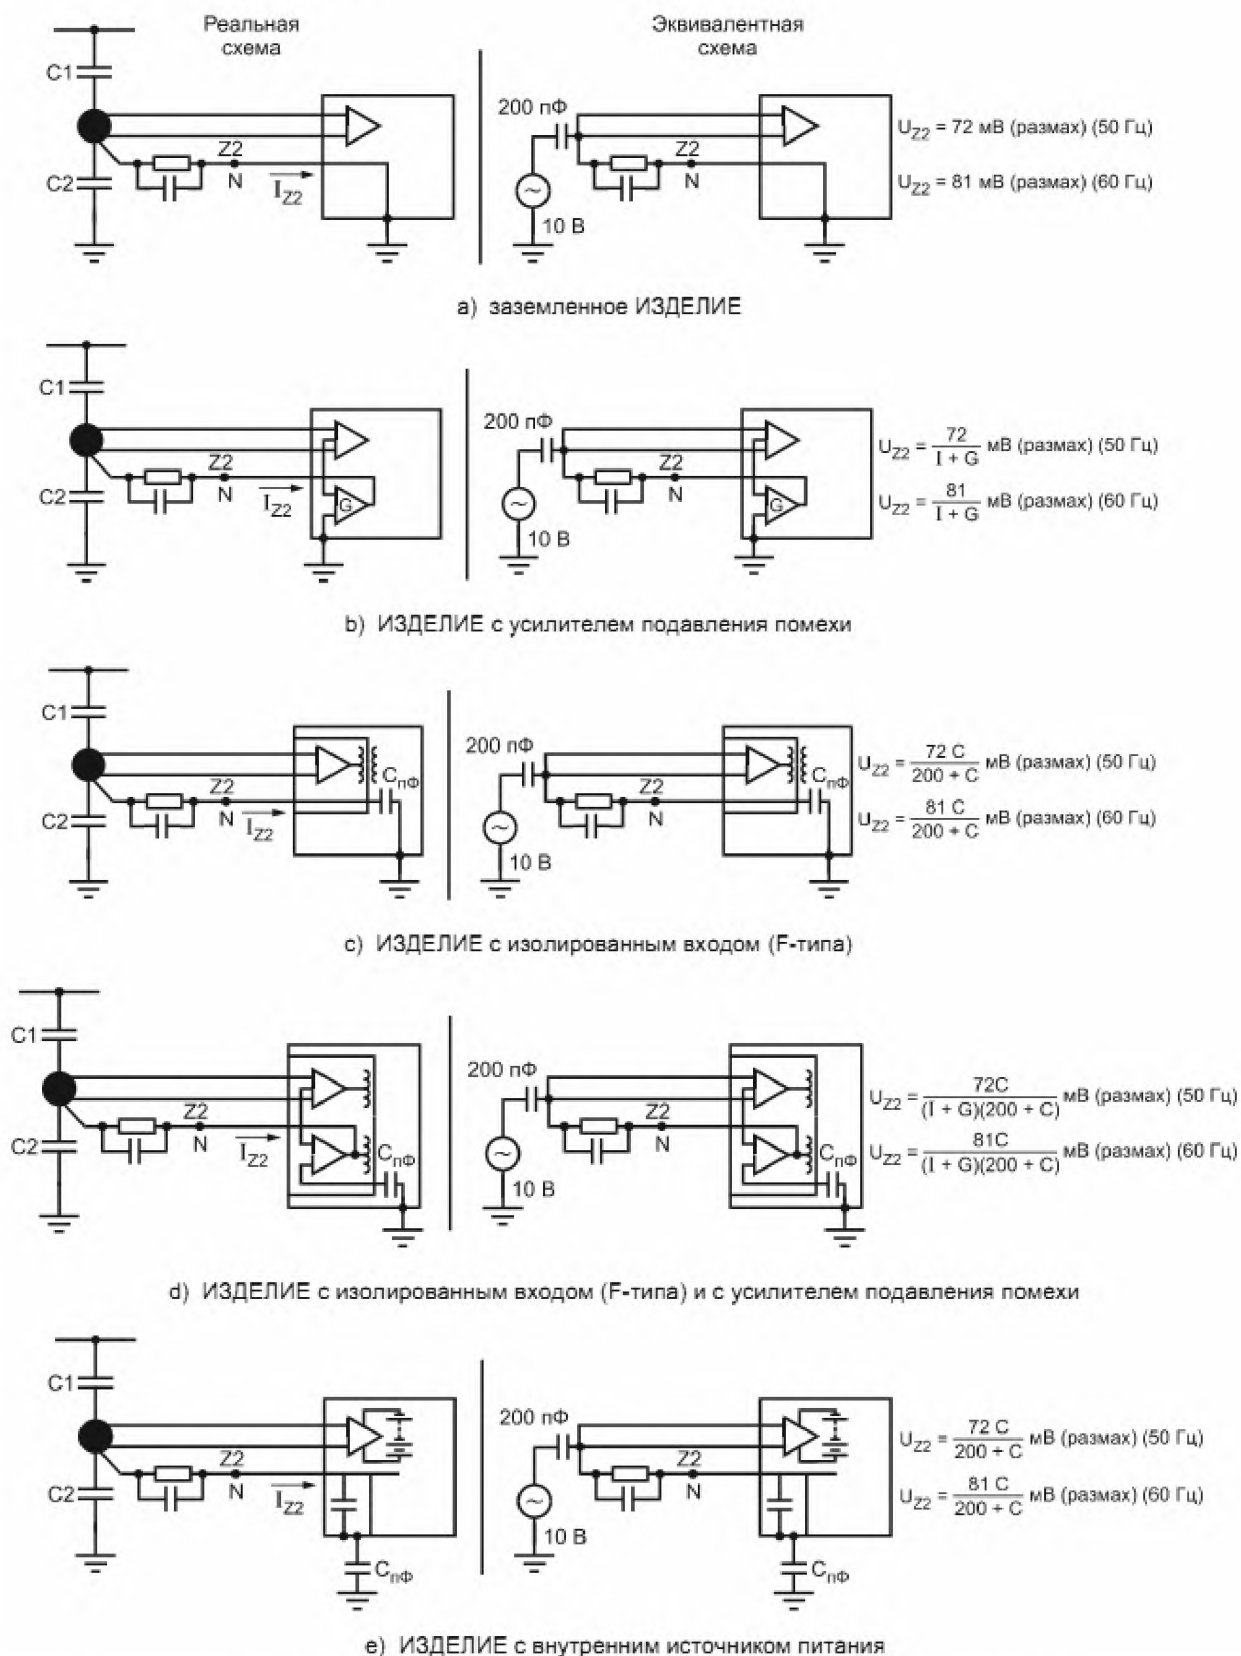 Реальная
схема
Эквивалентная
схема
C1
C2
Z2
N
I_Z2
200 пФ
10 В
Z2
N
U_Z2 = 72 мВ (размах) (50 Гц)
U_Z2 = 81 мВ (размах) (60 Гц)
a) заземленное ИЗДЕЛИЕ
C1
C2
Z2
N
I_Z2
G
200 пФ
10 В
Z2
N
G
U_Z2 = 72 / (I + G) мВ (размах) (50 Гц)
U_Z2 = 81 / (I + G) мВ (размах) (60 Гц)
b) ИЗДЕЛИЕ с усилителем подавления помехи
C1
C2
Z2
N
I_Z2
C_пФ
200 пФ
10 В
Z2
N
C_пФ
U_Z2 = 72 C / (200 + C) мВ (размах) (50 Гц)
U_Z2 = 81 C / (200 + C) мВ (размах) (60 Гц)
c) ИЗДЕЛИЕ с изолированным входом (F-типа)
C1
C2
Z2
N
I_Z2
C_пФ
200 пФ
10 В
Z2
N
C_пФ
U_Z2 = 72C / (I + G)(200 + C) мВ (размах) (50 Гц)
U_Z2 = 81C / (I + G)(200 + C) мВ (размах) (60 Гц)
d) ИЗДЕЛИЕ с изолированным входом (F-типа) и с усилителем подавления помехи
C1
C2
Z2
N
I_Z2
C_пФ
200 пФ
10 В
Z2
N
C_пФ
U_Z2 = 72 C / (200 + C) мВ (размах) (50 Гц)
U_Z2 = 81 C / (200 + C) мВ (размах) (60 Гц)
e) ИЗДЕЛИЕ с внутренним источником питания